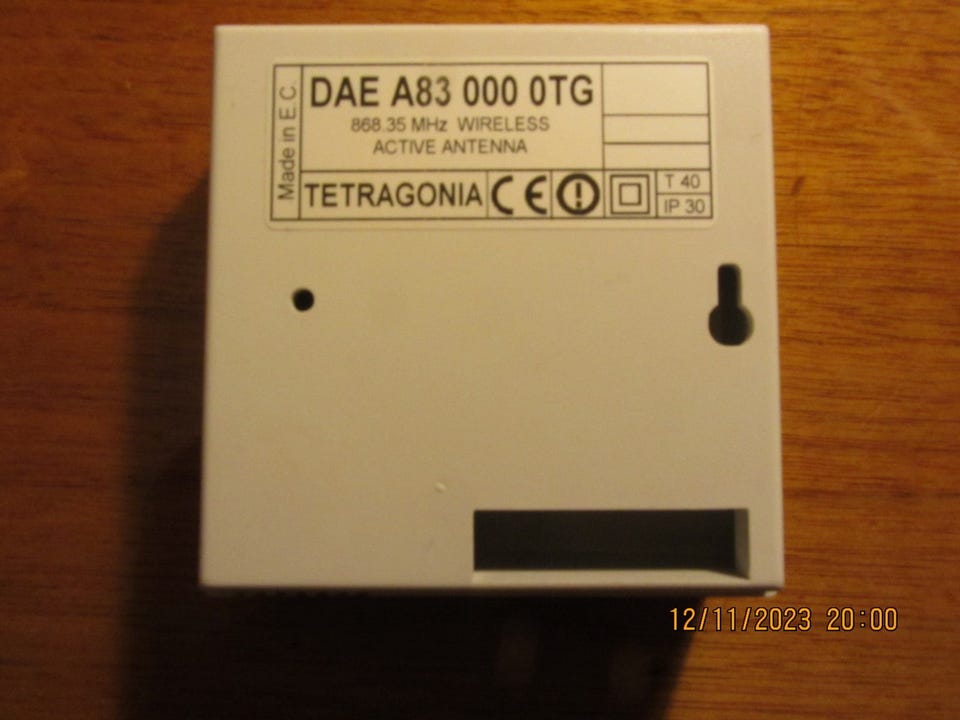 Made in E.C.
DAE A83 000 0TG
868.35 MHz WIRELESS
ACTIVE ANTENNA
TETRAGONIA CE
T 40
IP 30
12/11/2023 20:00